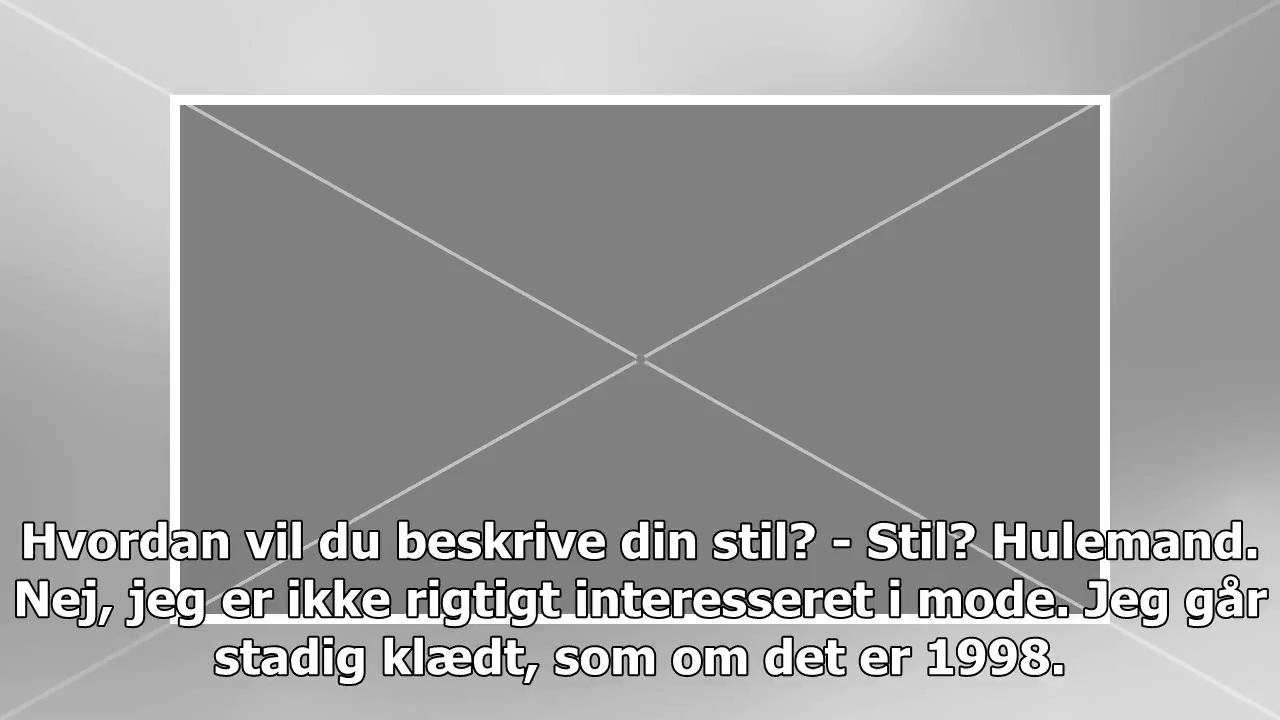 Hvordan vil du beskrive din stil? - Stil? Hulemand.
Nej, jeg er ikke rigtigt interesseret i mode. Jeg går
stadig klædt, som om det er 1998.